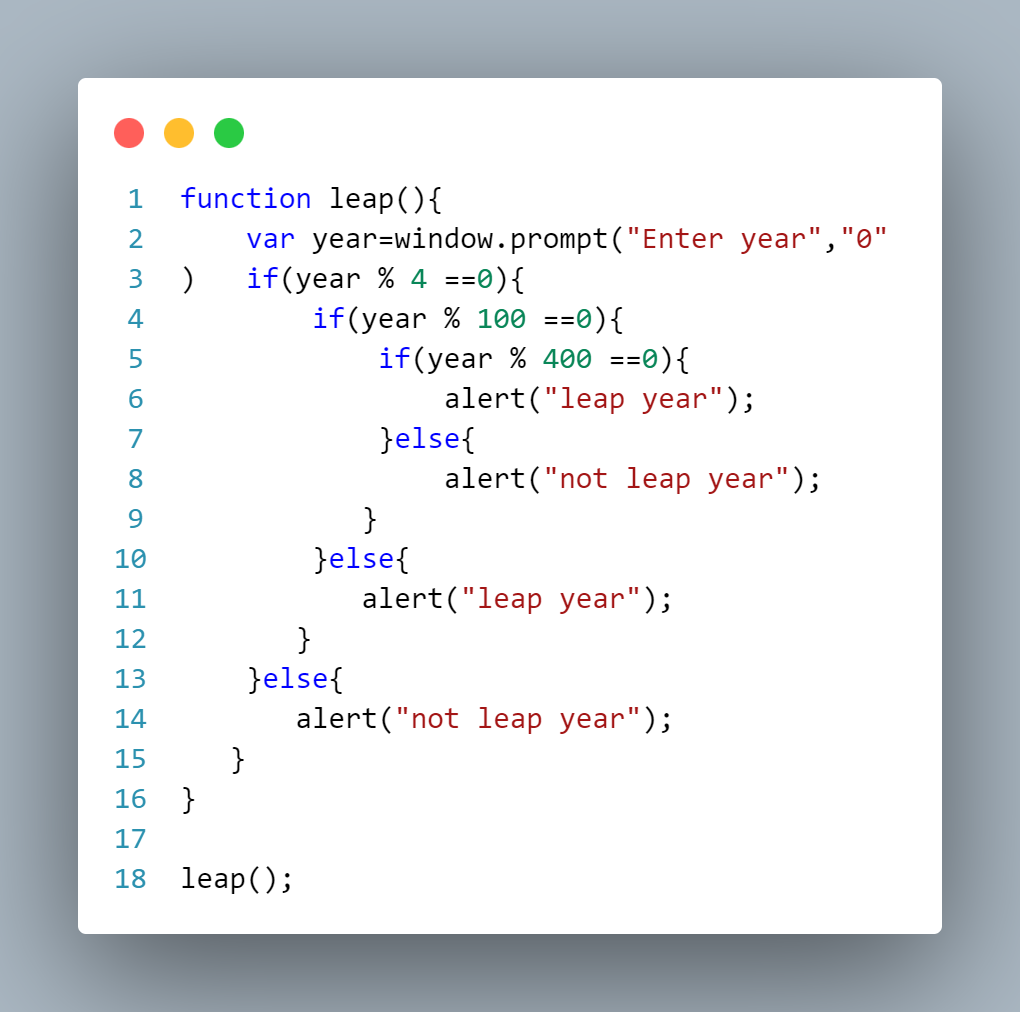 1 function leap(){
2     var year=window.prompt("Enter year","0"
3 )   if(year % 4 ==0){
4         if(year % 100 ==0){
5             if(year % 400 ==0){
6                 alert("leap year");
7             }else{
8                 alert("not leap year");
9            }
10         }else{
11            alert("leap year");
12        }
13     }else{
14        alert("not leap year");
15    }
16 }
17
18 leap();